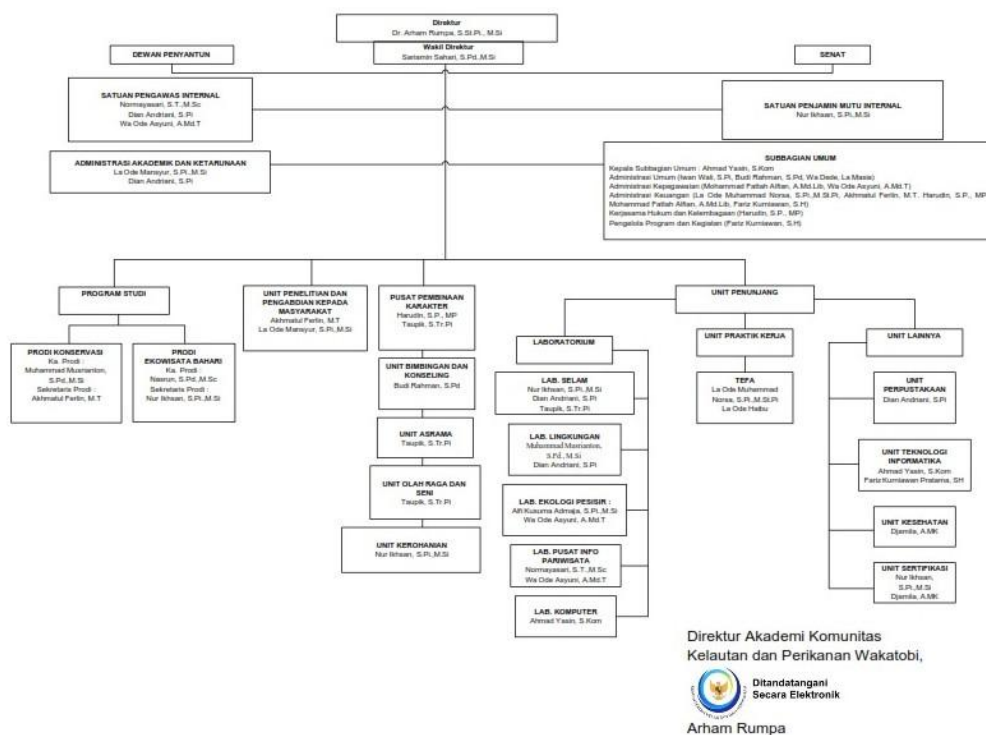 Direktur
Dr. Arham Rumpa, S.St.Pi., M.Si
Wakil Direktur
Sartamin Sahari, S.Pd.,M.Si
DEWAN PENYANTUN
SENAT
SATUAN PENGAWAS INTERNAL
Normayasari, S.T.,M.Sc
Dian Andriani, S.Pi
Wa Ode Asyuni, A.Md.T
SATUAN PENJAMIN MUTU INTERNAL
Nur Ikhsan, S.Pi.,M.Si
ADMINISTRASI AKADEMIK DAN KETARUNAAN
La Ode Mansyur, S.Pi.,M.Si
Dian Andriani, S.Pi
SUBBAGIAN UMUM
Kepala Subbagian Umum : Ahmad Yasin, S.Kom
Administrasi Umum (Iwan Wali, S.Pi, Budi Rahman, S.Pd, Wa Dede, La Masia)
Administrasi Kepegawaian (Mohammad Fatlah Alfian, A.Md.Lib, Wa Ode Asyuni, A.Md.T)
Administrasi Keuangan (La Ode Muhammad Norsa, S.Pi.,M.St.Pi, Akhmatul Ferlin, M.T. Harudin, S.P., MP
Mohammad Fatlah Alfian, A.Md.Lib, Fariz Kurniawan, S.H)
Kerjasama Hukum dan Kelembagaan (Harudin, S.P., MP)
Pengelola Program dan Kegiatan (Fariz Kurniawan, S.H)
PROGRAM STUDI
PRODI KONSERVASI
Ka. Prodi :
Muhammad Musrianton,
S.Pd.,M.Si
Sekretaris Prodi :
Akhmatul Ferlin, M.T
PRODI
EKOWISATA BAHARI
Ka. Prodi :
Nasrun, S.Pd.,M.Sc
Sekretaris Prodi :
Nur Ikhsan, S.Pi.,M.Si
UNIT PENELITIAN DAN
PENGABDIAN KEPADA
MASYARAKAT
Akhmatul Ferlin, M.T
La Ode Mansyur, S.Pi.,M.Si
PUSAT PEMBINAAN
KARAKTER
Harudin, S.P., MP
Taupik, S.Tr.Pi
UNIT BIMBINGAN DAN
KONSELING
Budi Rahman, S.Pd
UNIT ASRAMA
Taupik, S.Tr.Pi
UNIT OLAH RAGA DAN
SENI
Taupik, S.Tr.Pi
UNIT KEROHANIAN
Nur Ikhsan, S.Pi.,M.Si
UNIT PENUNJANG
LABORATORIUM
LAB. SELAM
Nur Ikhsan, S.Pi.,M.Si
Dian Andriani, S.Pi
Taupik, S.Tr.Pi
LAB. LINGKUNGAN
Muhammad Musrianton,
S.Pd., M.Si
Dian Andriani, S.Pi
LAB. EKOLOGI PESISIR :
Alfi Kusuma Admaja, S.Pi.,M.Si
Wa Ode Asyuni, A.Md.T
LAB. PUSAT INFO
PARIWISATA
Normayasari, S.T.,M.Sc
Wa Ode Asyuni, A.Md.T
LAB. KOMPUTER
Ahmad Yasin, S.Kom
UNIT PRAKTIK KERJA
TEFA
La Ode Muhammad
Norsa, S.Pi.,M.St.Pi
La Ode Haibu
UNIT LAINNYA
UNIT
PERPUSTAKAAN
Dian Andriani, S.Pi
UNIT TEKNOLOGI
INFORMATIKA
Ahmad Yasin, S.Kom
Fariz Kurniawan Pratama, SH
UNIT KESEHATAN
Djamila, A.MK
UNIT SERTIFIKASI
Nur Ikhsan,
S.Pi.,M.Si
Djamila, A.MK
Direktur Akademi Komunitas
Kelautan dan Perikanan Wakatobi,
Ditandatangani
Secara Elektronik
Arham Rumpa